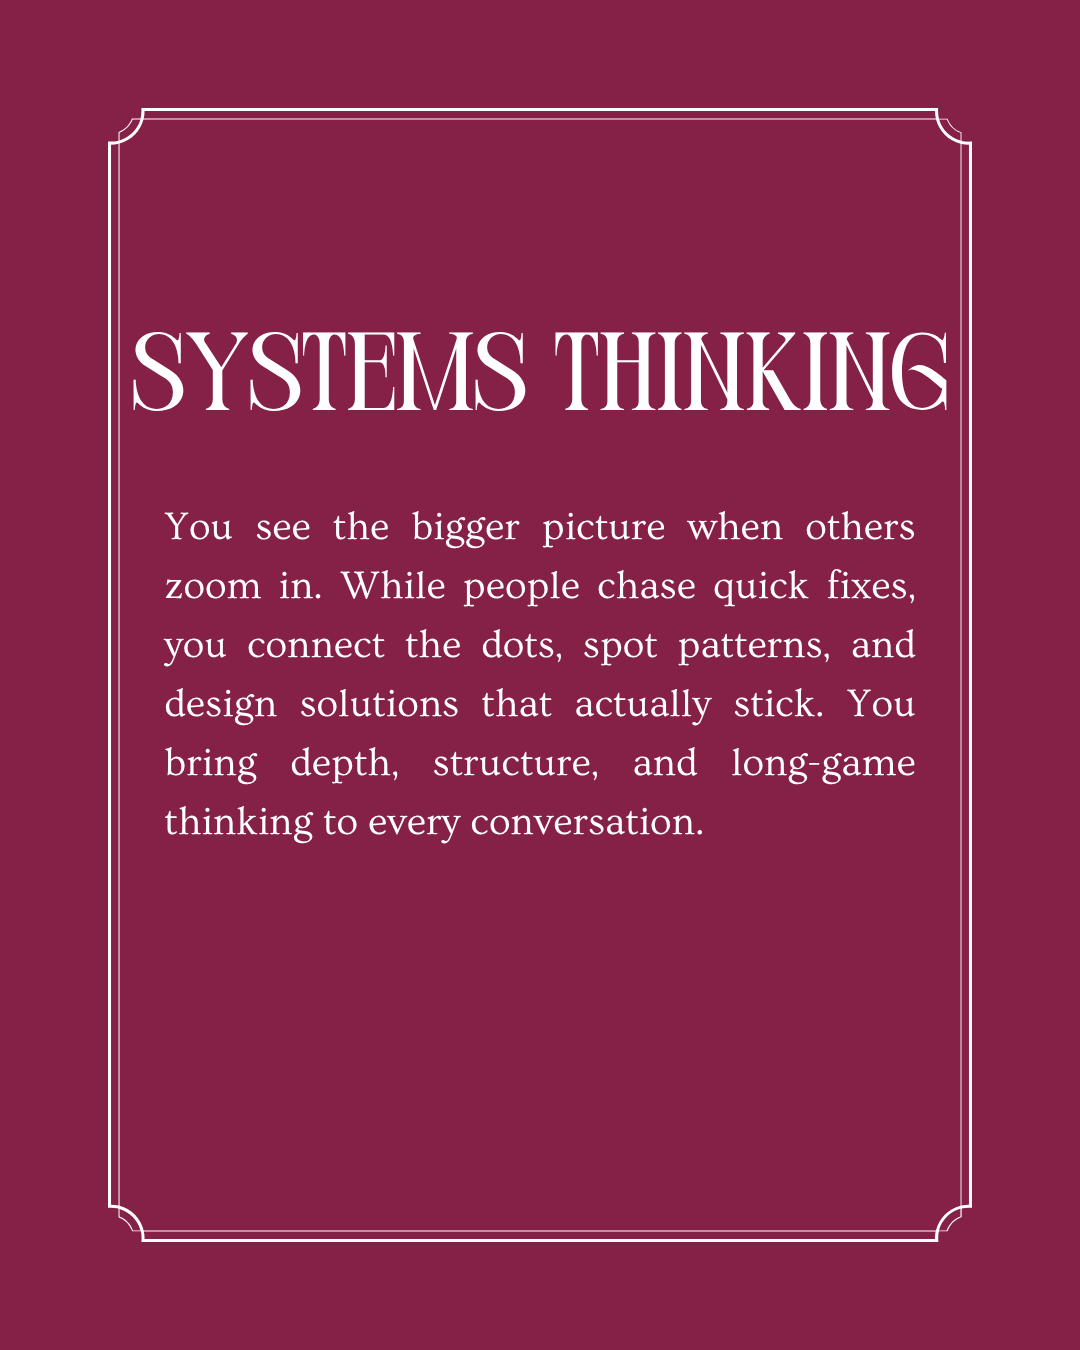 SYSTEMS THINKING
You see the bigger picture when others
zoom in. While people chase quick fixes,
you connect the dots, spot patterns, and
design solutions that actually stick. You
bring depth, structure, and long-game
thinking to every conversation.